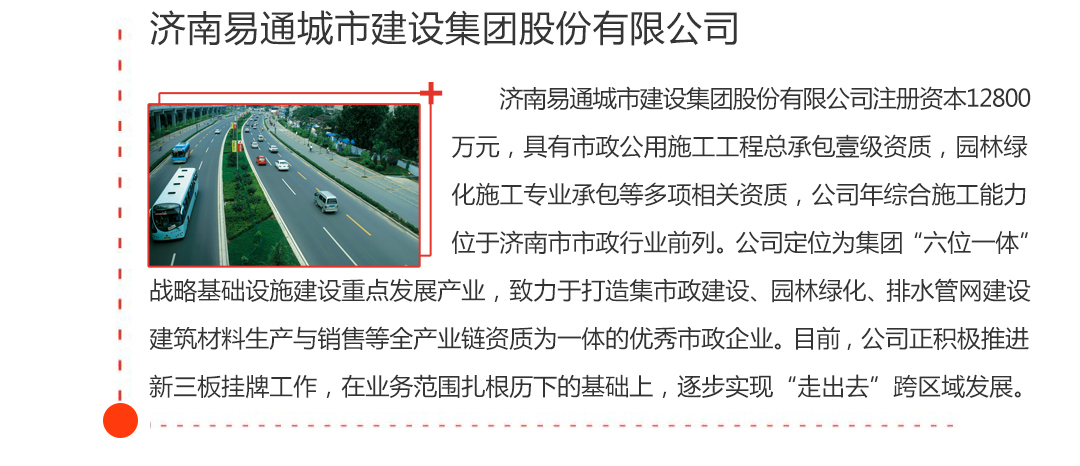 济南易通城市建设集团股份有限公司
济南易通城市建设集团股份有限公司注册资本12800
万元，具有市政公用施工工程总承包壹级资质，园林绿
化施工专业承包等多项相关资质，公司年综合施工能力
位于济南市市政行业前列。公司定位为集团“六位一体”
战略基础设施建设重点发展产业，致力于打造集市政建设、园林绿化、排水管网建设
建筑材料生产与销售等全产业链资质为一体的优秀市政企业。目前，公司正积极推进
新三板挂牌工作，在业务范围扎根历下的基础上，逐步实现“走出去”跨区域发展。